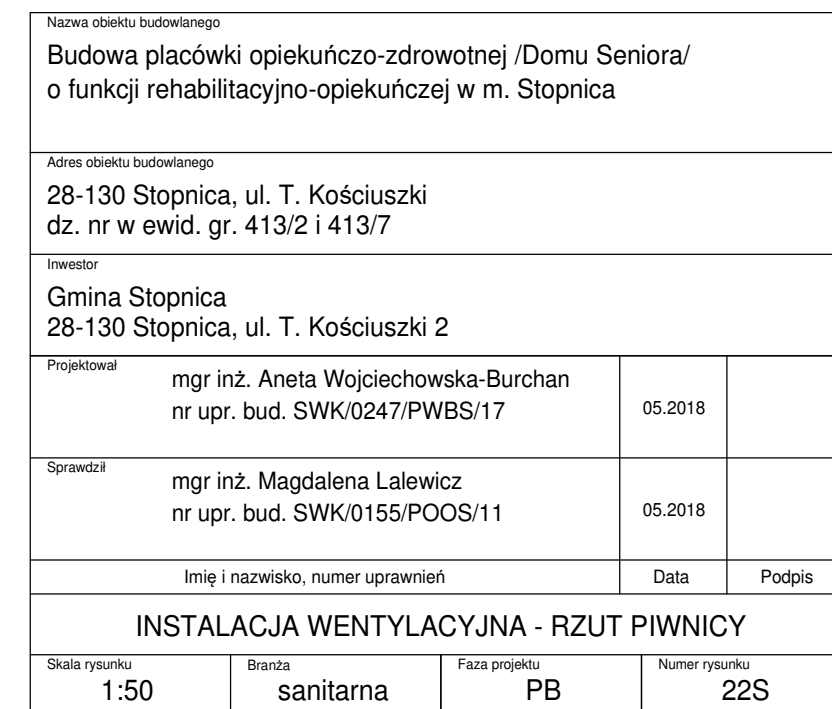 Nazwa obiektu budowlanego
Budowa placówki opiekuńczo-zdrowotnej /Domu Seniora/
o funkcji rehabilitacyjno-opiekuńczej w m. Stopnica
Adres obiektu budowlanego
28-130 Stopnica, ul. T. Kościuszki
dz. nr w ewid. gr. 413/2 i 413/7
Inwestor
Gmina Stopnica
28-130 Stopnica, ul. T. Kościuszki 2
Projektował
mgr inż. Aneta Wojciechowska-Burchan
nr upr. bud. SWK/0247/PWBS/17
05.2018
Sprawdził
mgr inż. Magdalena Lalewicz
nr upr. bud. SWK/0155/POOS/11
05.2018
Imię i nazwisko, numer uprawnień Data Podpis
INSTALACJA WENTYLACYJNA - RZUT PIWNICY
Skala rysunku Branża Faza projektu Numer rysunku
1:50 sanitarna PB 22S